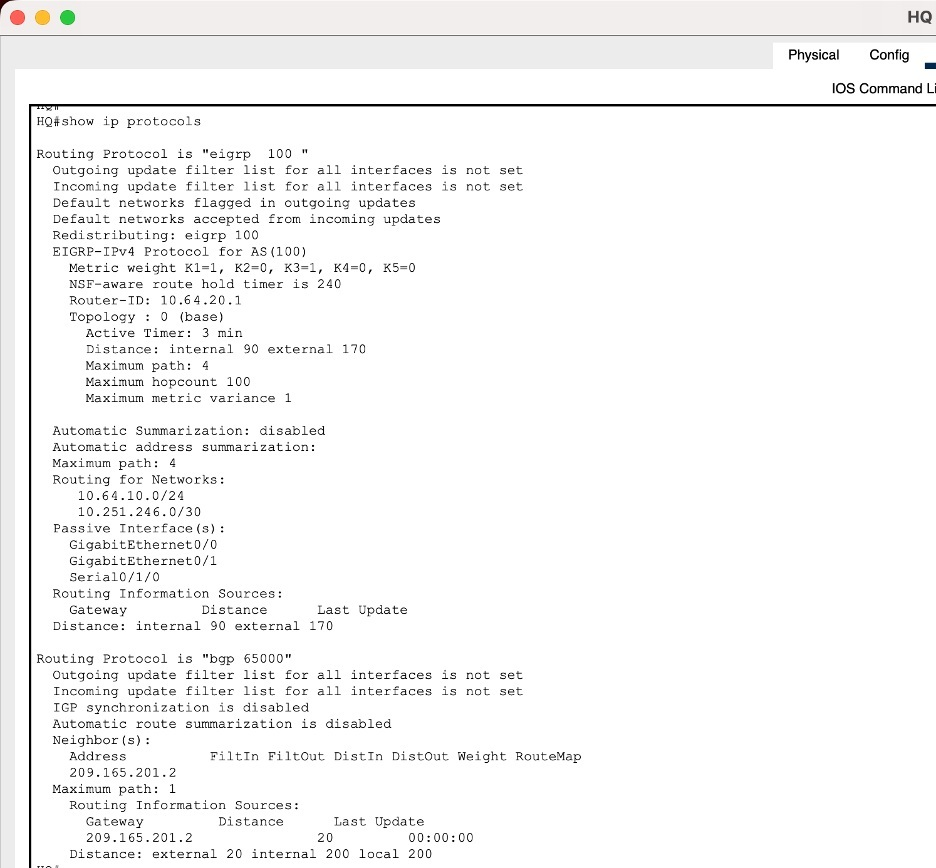 HQ
Physical Config
IOS Command Li
HQ#
HQ#show ip protocols
Routing Protocol is "eigrp  100 "
  Outgoing update filter list for all interfaces is not set
  Incoming update filter list for all interfaces is not set
  Default networks flagged in outgoing updates
  Default networks accepted from incoming updates
  Redistributing: eigrp 100
  EIGRP-IPv4 Protocol for AS(100)
    Metric weight K1=1, K2=0, K3=1, K4=0, K5=0
    NSF-aware route hold timer is 240
    Router-ID: 10.64.20.1
    Topology : 0 (base)
      Active Timer: 3 min
      Distance: internal 90 external 170
      Maximum path: 4
      Maximum hopcount 100
      Maximum metric variance 1
  Automatic Summarization: disabled
  Automatic address summarization:
  Maximum path: 4
  Routing for Networks:
     10.64.10.0/24
     10.251.246.0/30
  Passive Interface(s):
    GigabitEthernet0/0
    GigabitEthernet0/1
    Serial0/1/0
  Routing Information Sources:
    Gateway         Distance      Last Update
  Distance: internal 90 external 170
Routing Protocol is "bgp 65000"
  Outgoing update filter list for all interfaces is not set
  Incoming update filter list for all interfaces is not set
  IGP synchronization is disabled
  Automatic route summarization is disabled
  Neighbor(s):
    Address          FiltIn FiltOut DistIn DistOut Weight RouteMap
    209.165.201.2
  Maximum path: 1
    Routing Information Sources:
      Gateway         Distance      Last Update
      209.165.201.2               20         00:00:00
    Distance: external 20 internal 200 local 200
HQ#